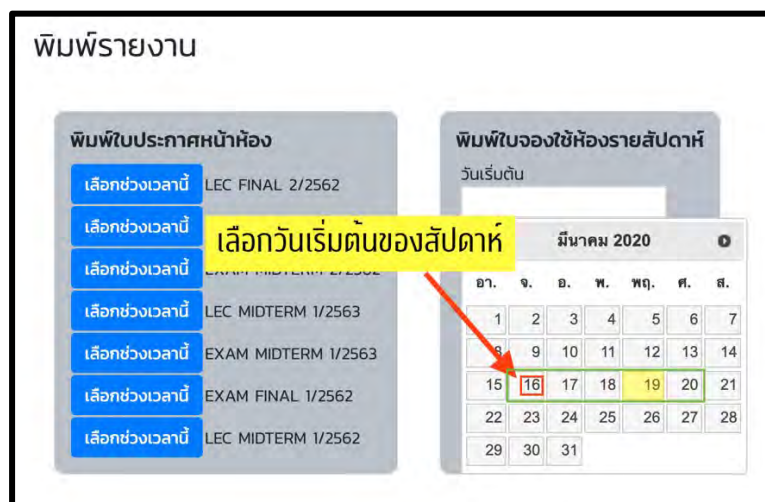 พิมพ์รายงาน
พิมพ์ใบประกาศหน้าห้อง
เลือกช่วงเวลานี้ LEC FINAL 2/2562
เลือกช่วงเวลานี้
เลือกช่วงเวลานี้ EXAM MIDTERM 2/2562
เลือกช่วงเวลานี้ LEC MIDTERM 1/2563
เลือกช่วงเวลานี้ EXAM MIDTERM 1/2563
เลือกช่วงเวลานี้ EXAM FINAL 1/2562
เลือกช่วงเวลานี้ LEC MIDTERM 1/2562
เลือกวันเริ่มต้นของสัปดาห์
พิมพ์ใบจองใช้ห้องรายสัปดาห์
วันเริ่มต้น
มีนาคม 2020
อา. จ. อ. พ. พฤ. ศ. ส.
1 2 3 4 5 6 7
8 9 10 11 12 13 14
15 16 17 18 19 20 21
22 23 24 25 26 27 28
29 30 31